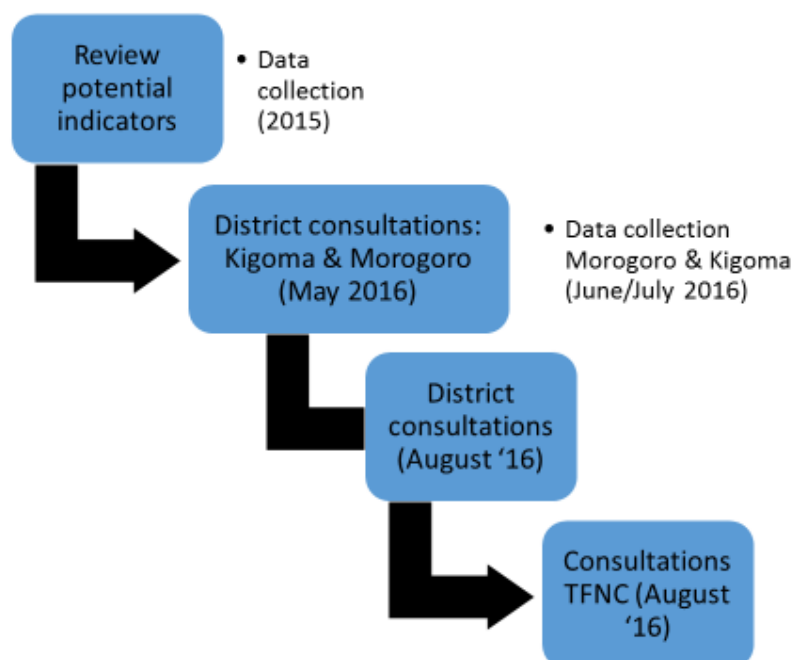 Review
potential
indicators
• Data
collection
(2015)
District consultations:
Kigoma & Morogoro
(May 2016)
• Data collection
Morogoro & Kigoma
(June/July 2016)
District
consultations
(August ‘16)
Consultations
TFNC (August
‘16)